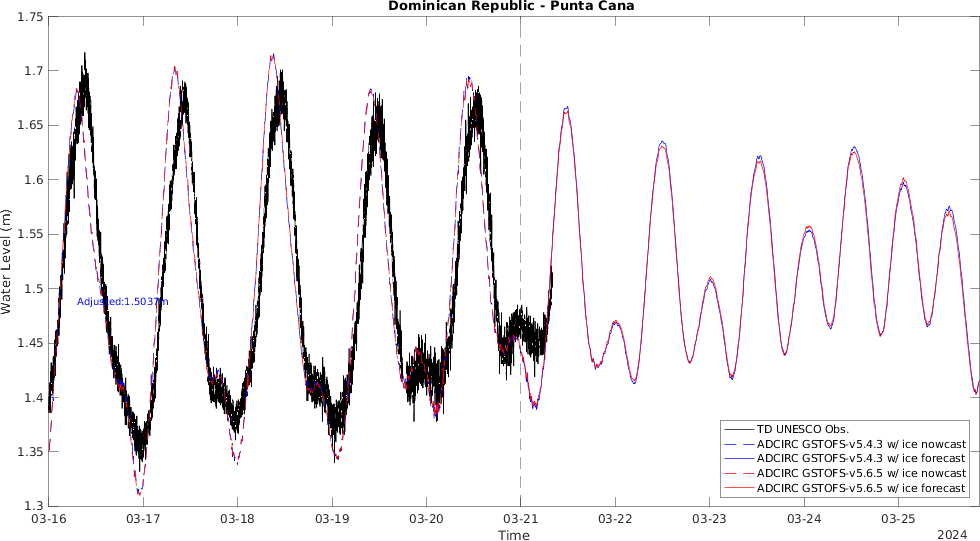 Dominican Republic - Punta Cana
1.75
1.7
1.65
1.6
1.55
1.5
1.45
1.4
1.35
1.3
Water Level (m)
Adjusted:1.5037m
TD UNESCO Obs.
ADCIRC GSTOFS-v5.4.3 w/ ice nowcast
ADCIRC GSTOFS-v5.4.3 w/ ice forecast
ADCIRC GSTOFS-v5.6.5 w/ ice nowcast
ADCIRC GSTOFS-v5.6.5 w/ ice forecast
03-16 03-17 03-18 03-19 03-20 03-21 03-22 03-23 03-24 03-25
Time
2024